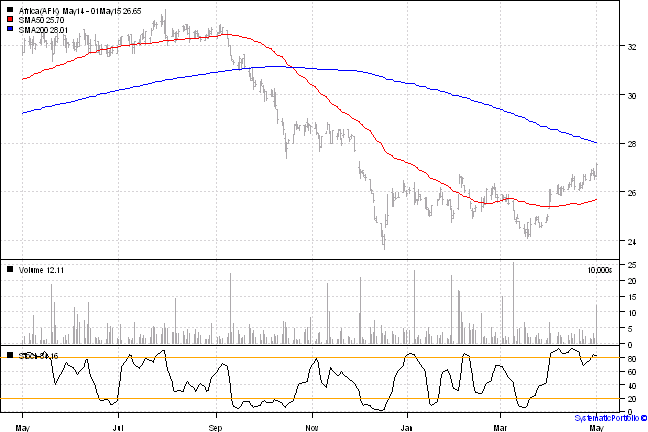 Africa(AFK) May14 - 01May15 26.65
SMA50 25.70
SMA200 28.01
32
30
28
26
24
Volume 12.11
10,000s
25
20
15
10
5
0
80
60
40
20
0
May Jul Sep Nov Jan Mar May
SystematicPortfolio ©